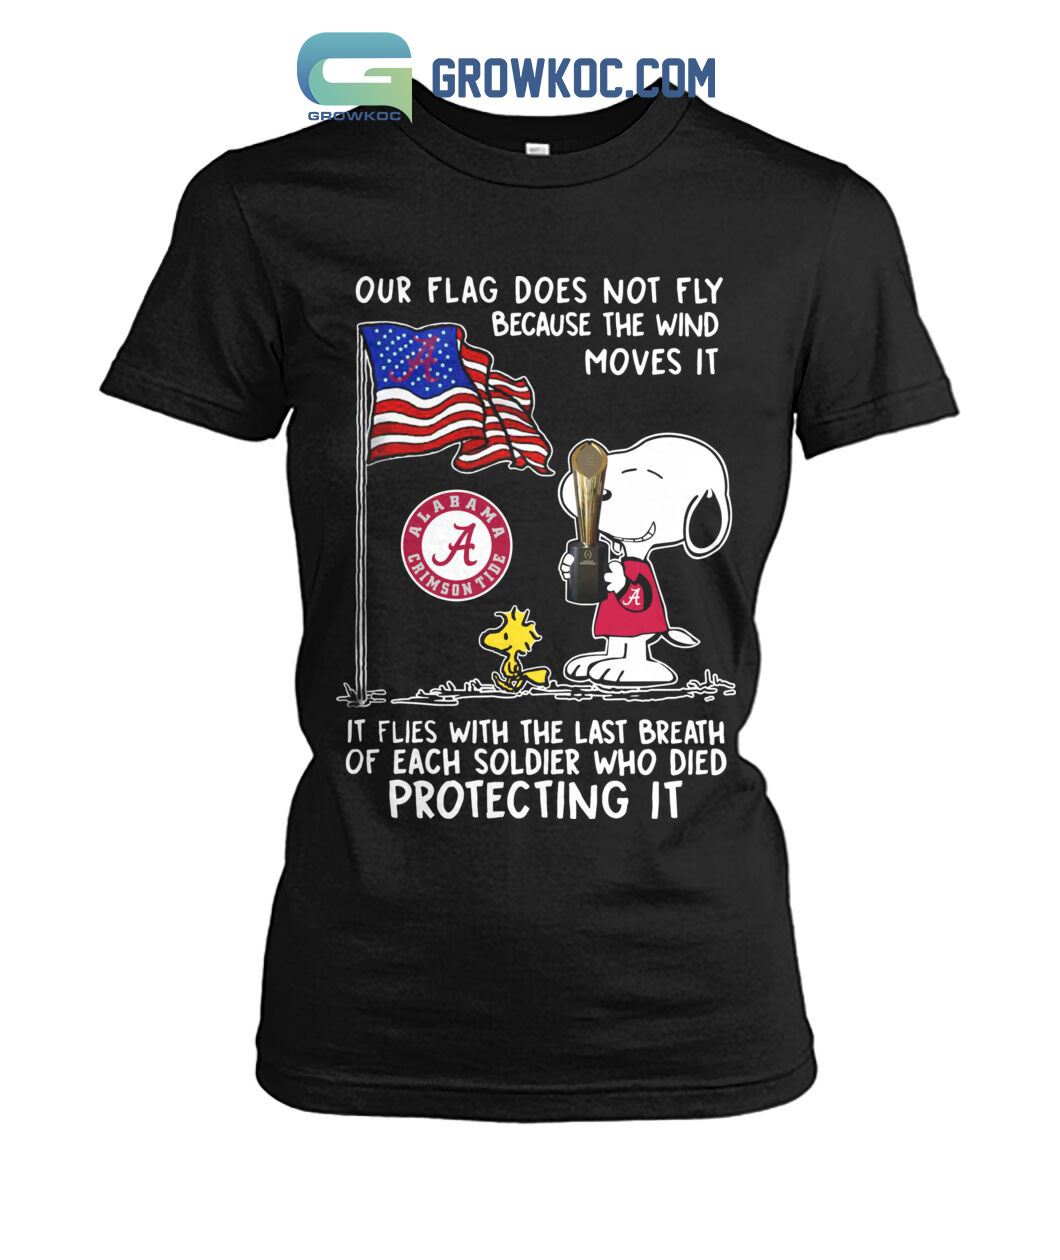 GROWKOC.COM
GROWKOC
OUR FLAG DOES NOT FLY
BECAUSE THE WIND
MOVES IT
A
ALABAMA
A
CRIMSON TIDE
A
IT FLIES WITH THE LAST BREATH
OF EACH SOLDIER WHO DIED
PROTECTING IT